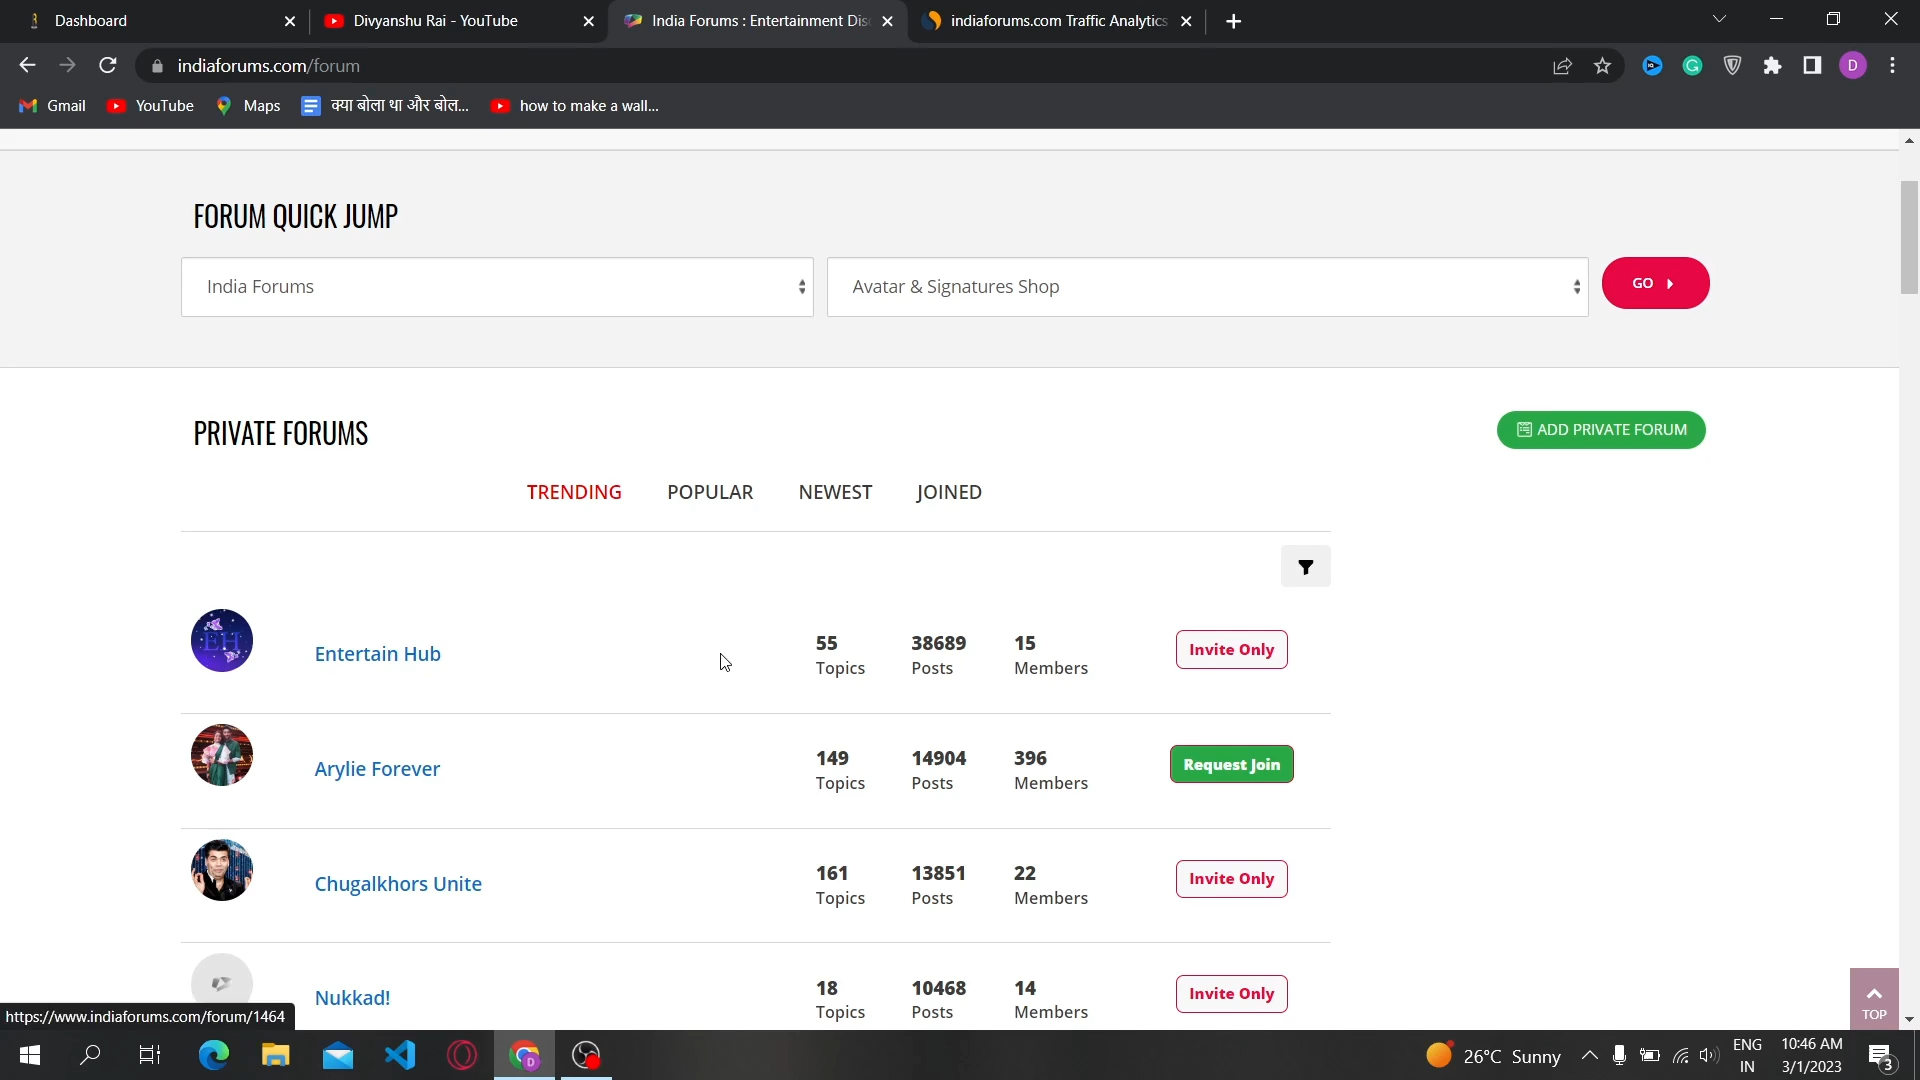 Dashboard
Divyanshu Rai - YouTube
India Forums : Entertainment Dis
indiaforums.com Traffic Analytics
indiaforums.com/forum
D
Gmail
YouTube
Maps
क्या बोला था और बोल...
how to make a wall...
FORUM QUICK JUMP
India Forums
Avatar & Signatures Shop
GO
PRIVATE FORUMS
ADD PRIVATE FORUM
TRENDING
POPULAR
NEWEST
JOINED
EH
Entertain Hub
55
Topics
38689
Posts
15
Members
Invite Only
Arylie Forever
149
Topics
14904
Posts
396
Members
Request Join
Chugalkhors Unite
161
Topics
13851
Posts
22
Members
Invite Only
Nukkad!
18
Topics
10468
Posts
14
Members
Invite Only
TOP
https://www.indiaforums.com/forum/1464
D
26°C Sunny
ENG
IN
10:46 AM
3/1/2023
3